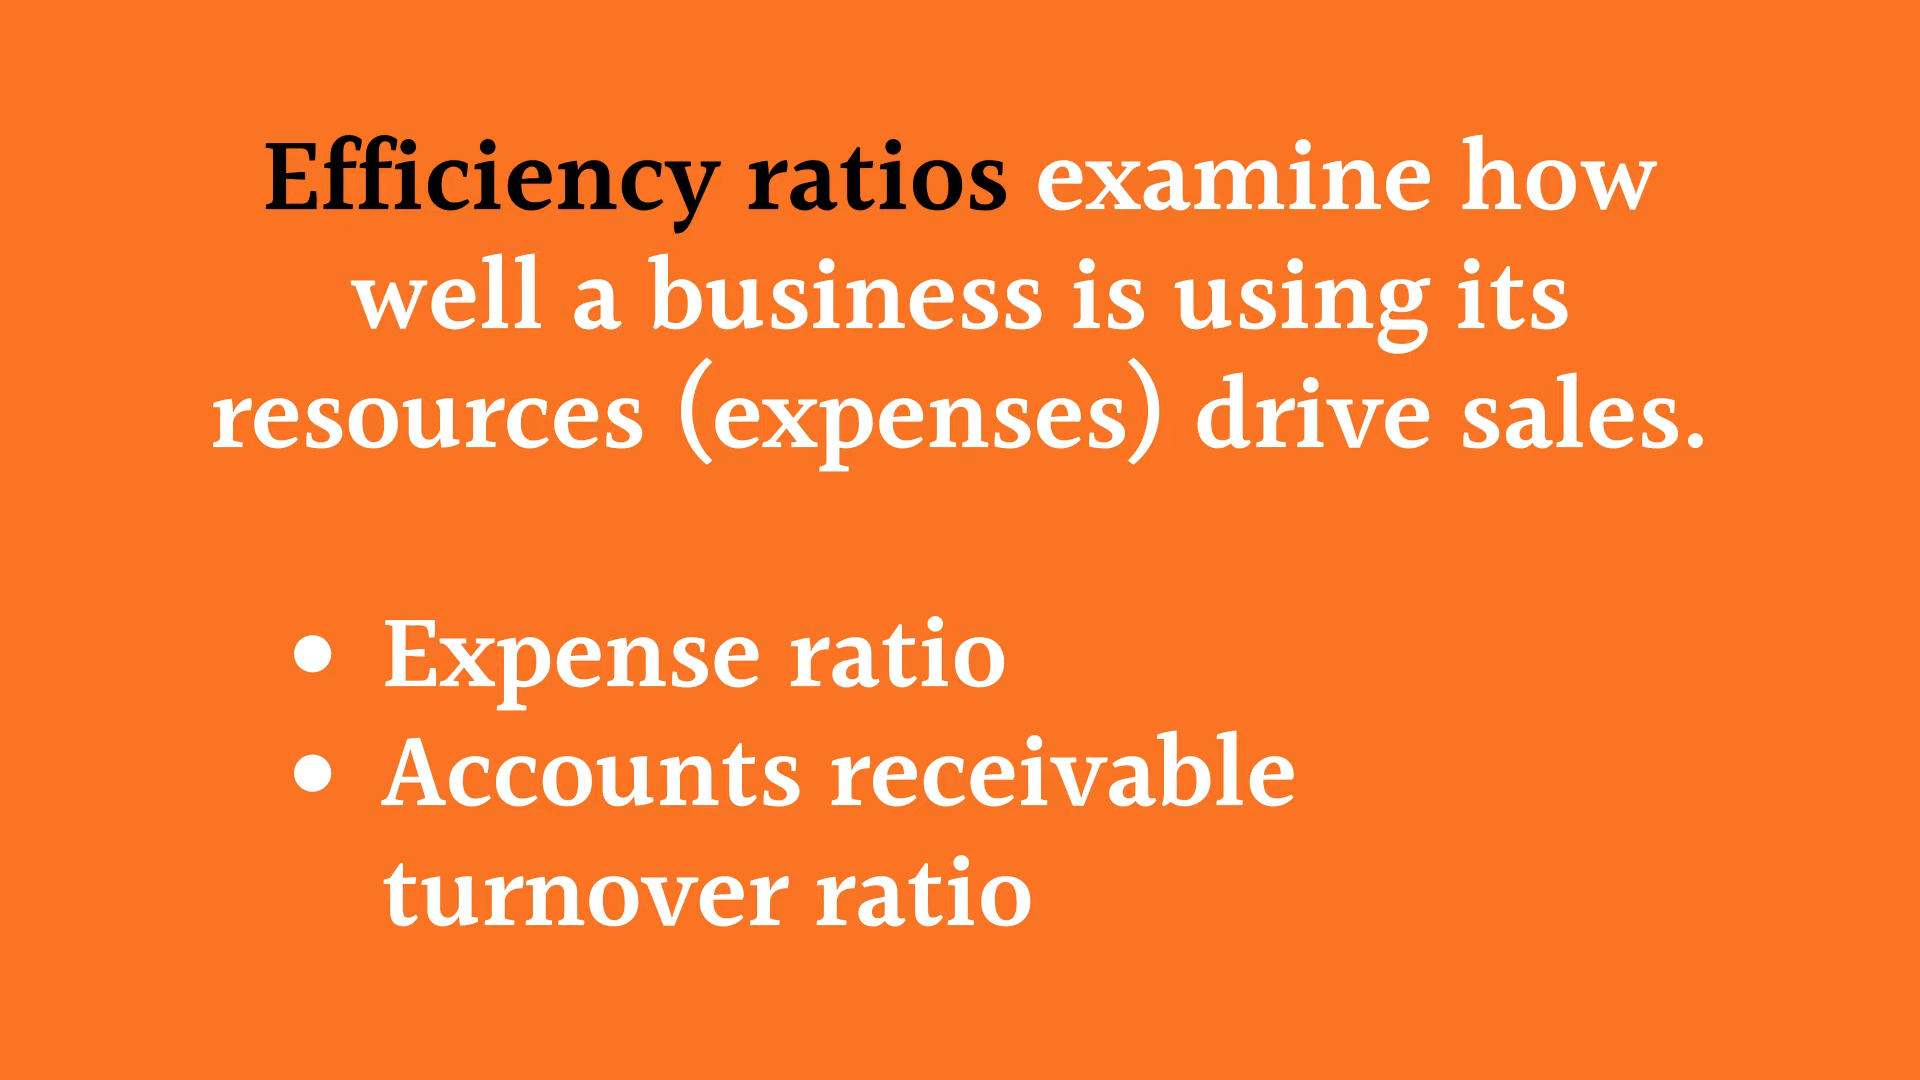 Efficiency ratios examine how
well a business is using its
resources (expenses) drive sales.
● Expense ratio
● Accounts receivable
turnover ratio